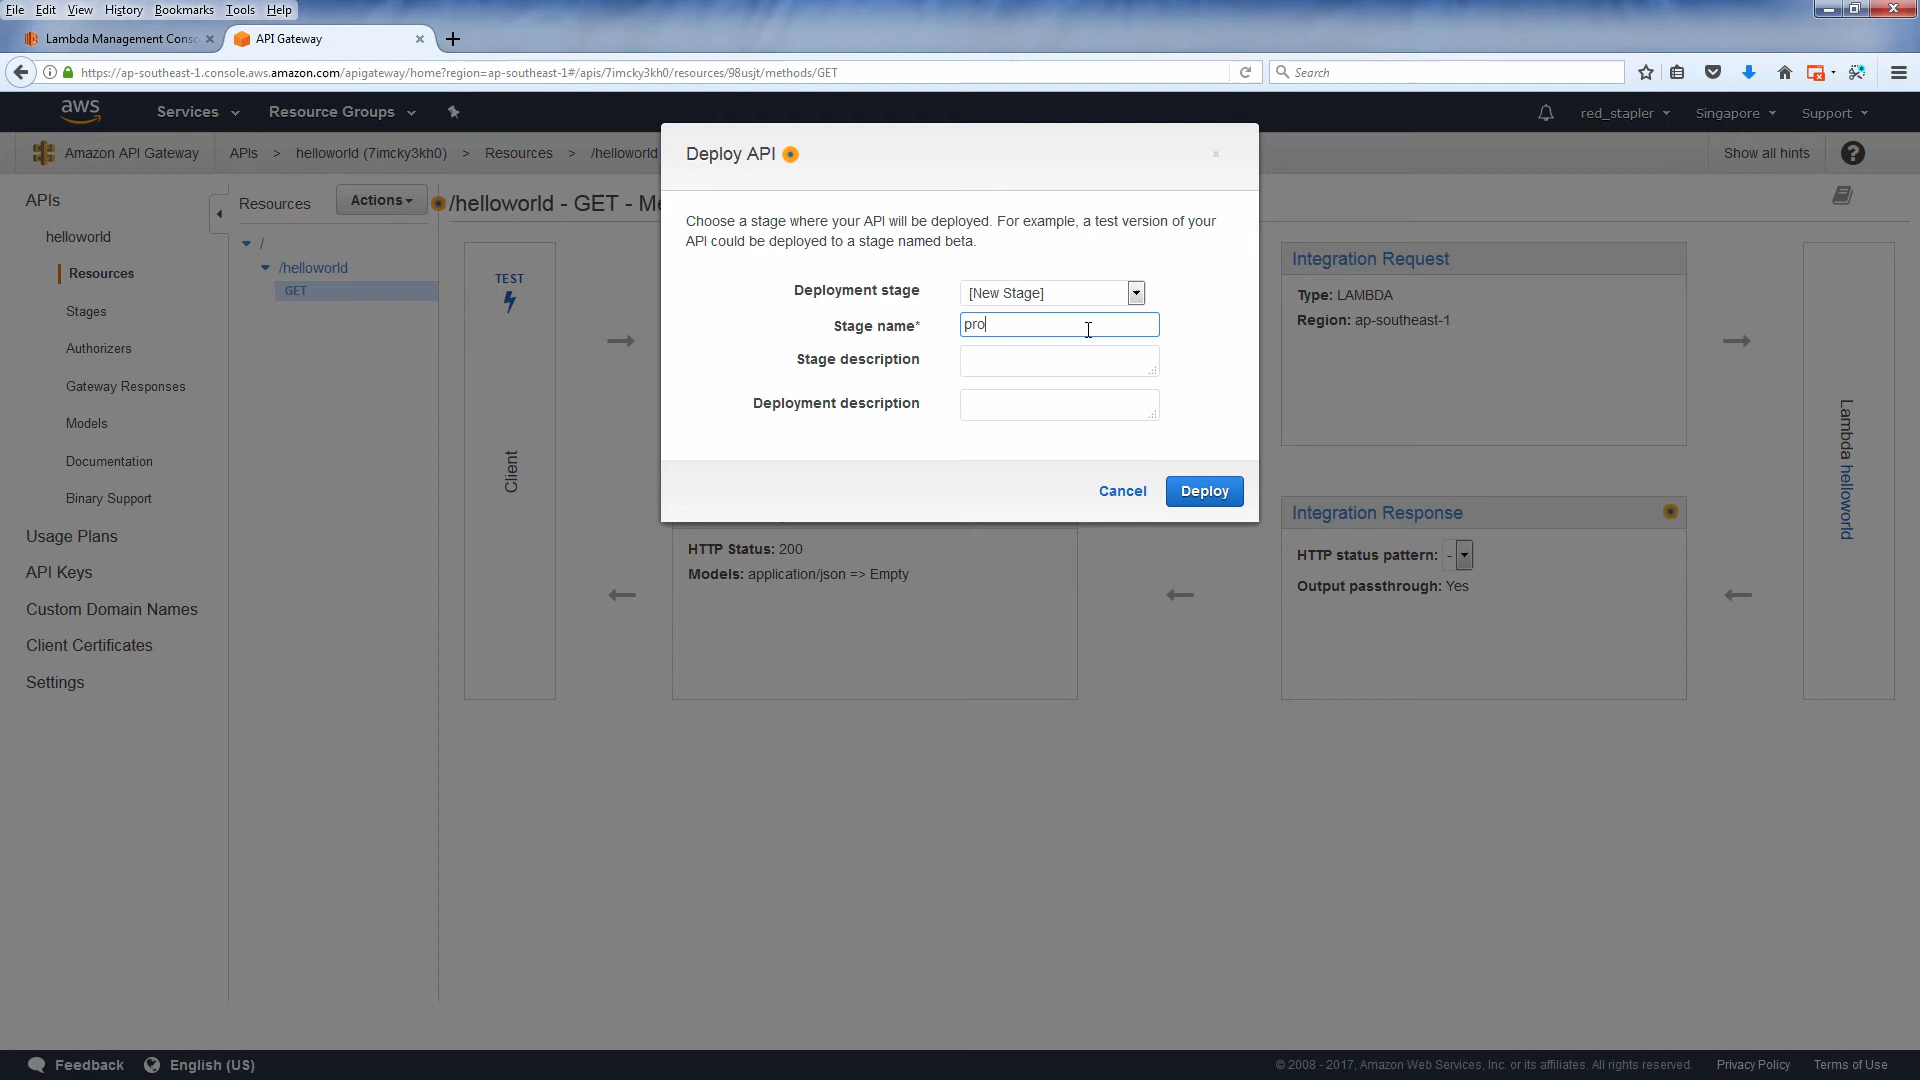 File Edit View History Bookmarks Tools Help
Lambda Management Conso
API Gateway
https://ap-southeast-1.console.aws.amazon.com/apigateway/home?region=ap-southeast-1#/apis/7imcky3kh0/resources/98usjt/methods/GET
Search
aws Services Resource Groups red_stapler Singapore Support
Amazon API Gateway APIs > helloworld (7imcky3kh0) > Resources > /helloworld Show all hints ?
APIs
helloworld
Resources
Stages
Authorizers
Gateway Responses
Models
Documentation
Binary Support
Usage Plans
API Keys
Custom Domain Names
Client Certificates
Settings
Resources Actions
/
/helloworld
GET
/helloworld - GET - M
TEST
Client
Deploy API
Choose a stage where your API will be deployed. For example, a test version of your
API could be deployed to a stage named beta.
Deployment stage [New Stage]
Stage name* pro
Stage description
Deployment description
Cancel Deploy
HTTP Status: 200
Models: application/json => Empty
Integration Request
Type: LAMBDA
Region: ap-southeast-1
Integration Response
HTTP status pattern: -
Output passthrough: Yes
Lambda helloworld
Feedback English (US)
© 2008 - 2017, Amazon Web Services, Inc. or its affiliates. All rights reserved. Privacy Policy Terms of Use